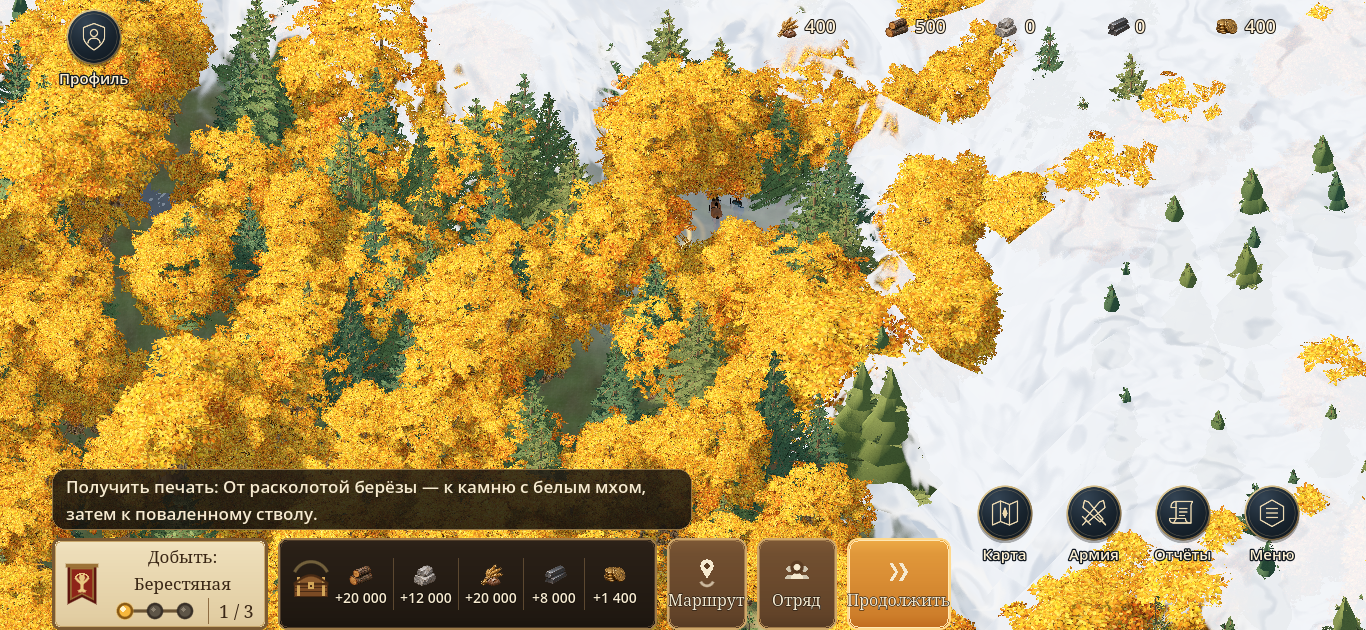 400 500 0 0 400
Профиль
Получить печать: От расколотой берёзы — к камню с белым мхом,
затем к поваленному стволу.
Карта Армия Отчёты Меню
Добыть:
Берестяная
1 / 3
+20 000 +12 000 +20 000 +8 000 +1 400
Маршрут Отряд Продолжить